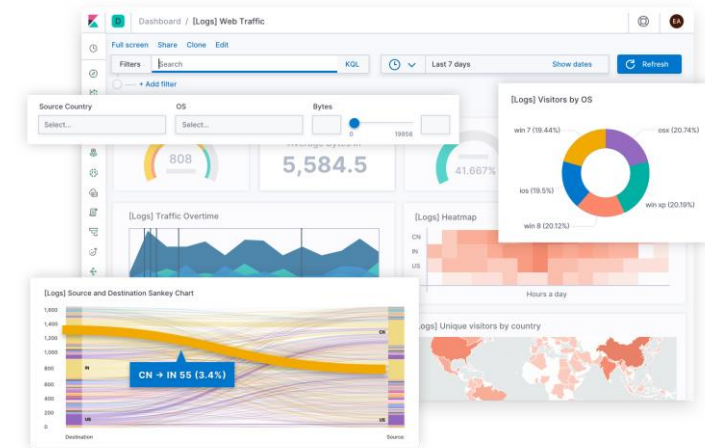 D Dashboard / [Logs] Web Traffic
EA
Full screen Share Clone Edit
Filters Search KQL Last 7 days Show dates Refresh
+ Add filter
Source Country OS Bytes
Select... Select... 0 19856
[Logs] Visitors by OS
win 7 (19.44%) osx (20.74%)
ios (19.5%) win xp (20.19%)
win 8 (20.12%)
808
Average Bytes in
5,584.5
41.667%
[Logs] Traffic Overtime
[Logs] Heatmap
CN
IN
US
Hours a day
[Logs] Source and Destination Sankey Chart
1,600
1,400
1,200
1,000
800
600
400
200
0
CN
IN
CN → IN 55 (3.4%)
US US
Destination Source
Logs] Unique visitors by country